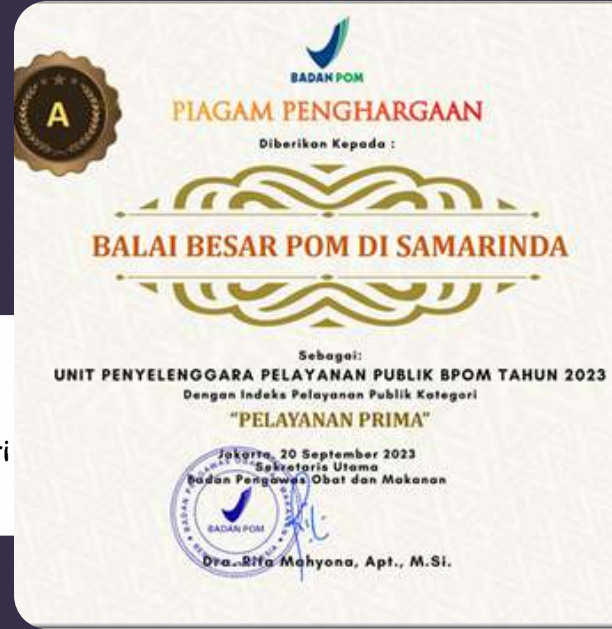 BADAN POM
A
PIAGAM PENGHARGAAN
Diberikan Kepada :
BALAI BESAR POM DI SAMARINDA
Sebagai:
UNIT PENYELENGGARA PELAYANAN PUBLIK BPOM TAHUN 2023
Dengan Indeks Pelayanan Publik Kategori
"PELAYANAN PRIMA"
Jakarta, 20 September 2023
Sekretaris Utama
Badan Pengawas Obat dan Makanan
BADAN POM
Dra. Rifa Mahyona, Apt., M.Si.
ri